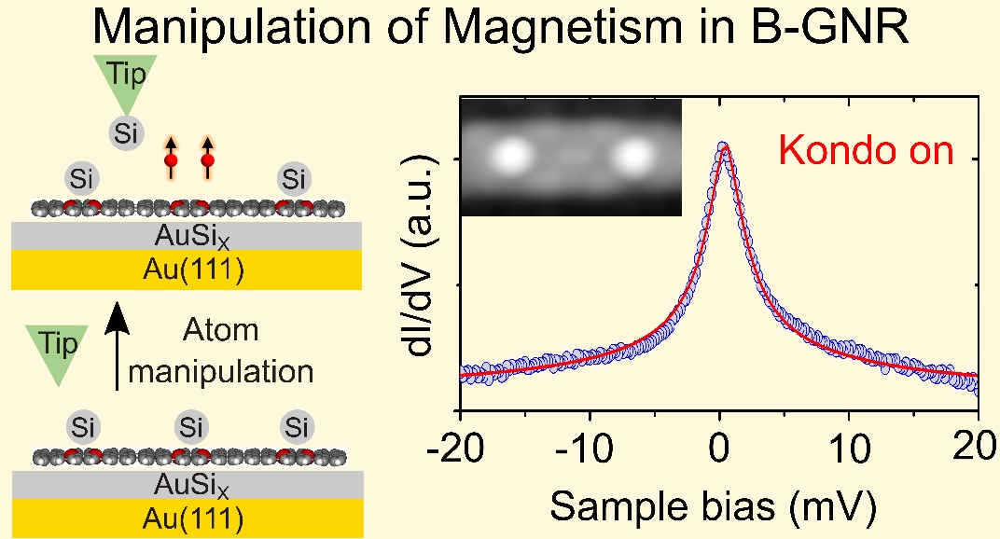 Manipulation of Magnetism in B-GNR
Tip
Si
Si
Si
AuSiX
Au(111)
Tip
Atom
manipulation
Si
Si
Si
AuSiX
Au(111)
Kondo on
dI/dV (a.u.)
-20
-10
0
10
20
Sample bias (mV)